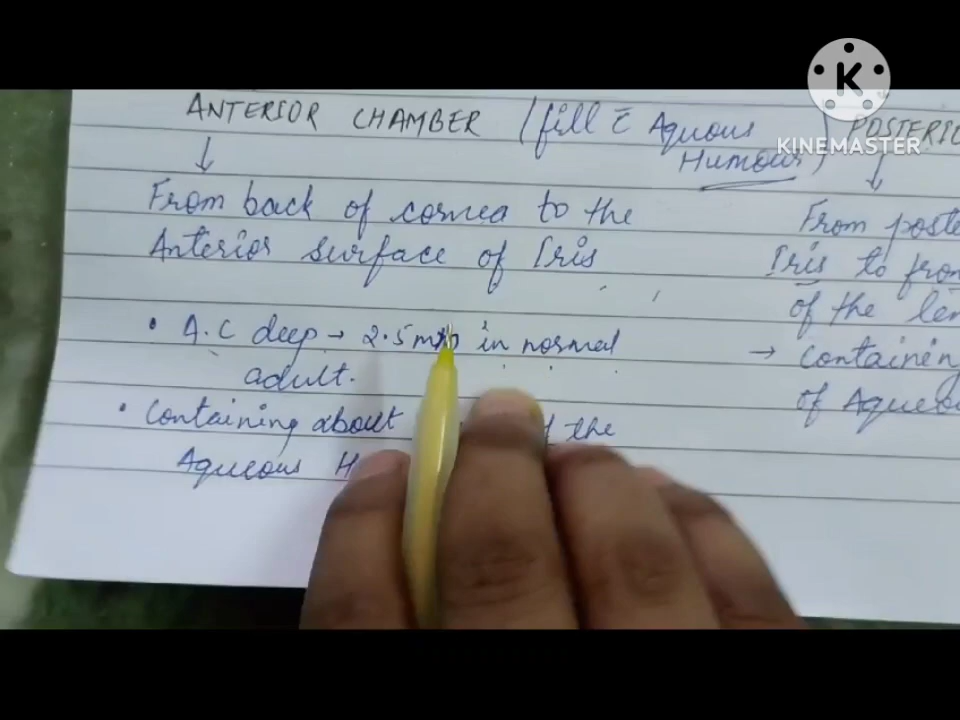 K
KINEMASTER
ANTERIOR CHAMBER (fill c̄ Aqueous Humour)
↓
From back of cornea to the
Anterior surface of Iris
• A.C deep → 2.5mm in normal
adult.
• Containing about the
Aqueous H
POSTERIO
↓
From poste
Iris to fron
of the len
→ Containing
of Aqueo